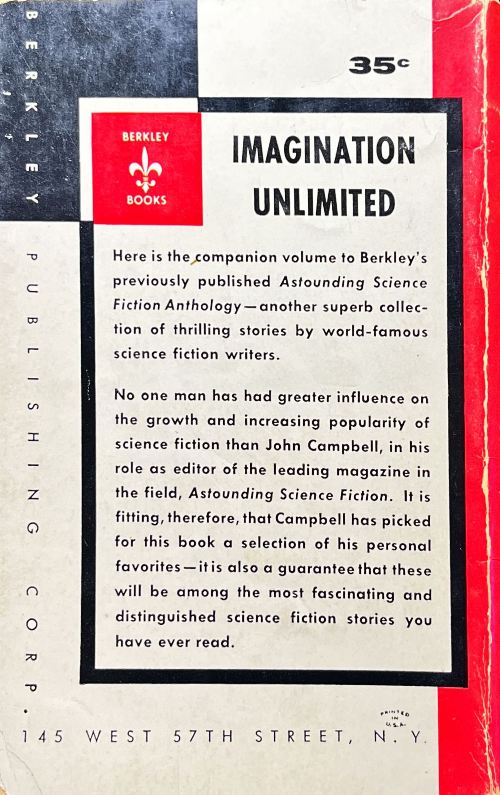 35c
BERKLEY
BOOKS
IMAGINATION
UNLIMITED
Here is the companion volume to Berkley's
previously published Astounding Science
Fiction Anthology—another superb collec-
tion of thrilling stories by world-famous
science fiction writers.
No one man has had greater influence on
the growth and increasing popularity of
science fiction than John Campbell, in his
role as editor of the leading magazine in
the field, Astounding Science Fiction. It is
fitting, therefore, that Campbell has picked
for this book a selection of his personal
favorites—it is also a guarantee that these
will be among the most fascinating and
distinguished science fiction stories you
have ever read.
BERKLEY PUBLISHING CORP.
PRINTED
IN
U.S.A.
145 WEST 57TH STREET, N. Y.